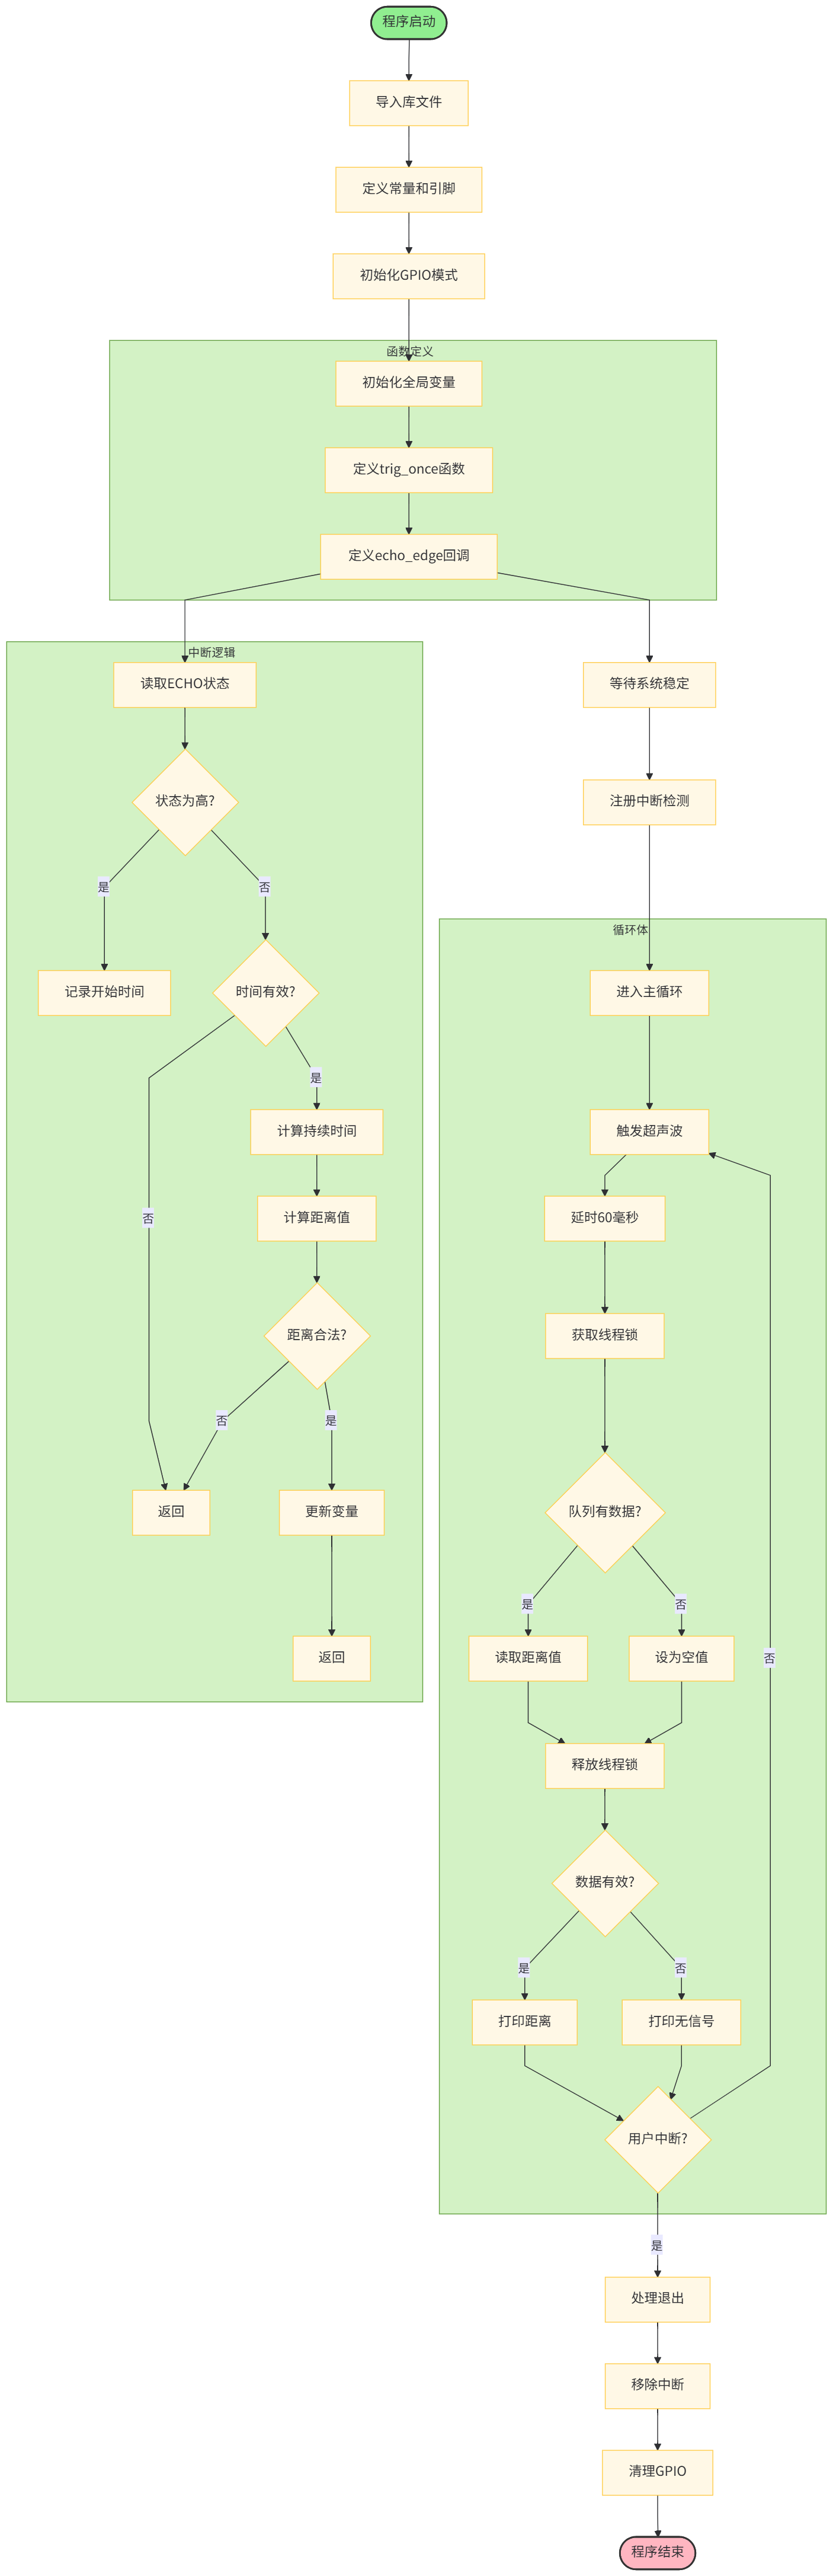 程序启动
导入库文件
定义常量和引脚
初始化GPIO模式
函数定义
初始化全局变量
定义trig_once函数
定义echo_edge回调
中断逻辑
读取ECHO状态
状态为高?
是
否
记录开始时间
时间有效?
是
否
计算持续时间
计算距离值
距离合法?
否
是
返回
更新变量
返回
等待系统稳定
注册中断检测
循环体
进入主循环
触发超声波
延时60毫秒
获取线程锁
队列有数据?
是
否
读取距离值
设为空值
否
释放线程锁
数据有效?
是
否
打印距离
打印无信号
用户中断?
是
处理退出
移除中断
清理GPIO
程序结束